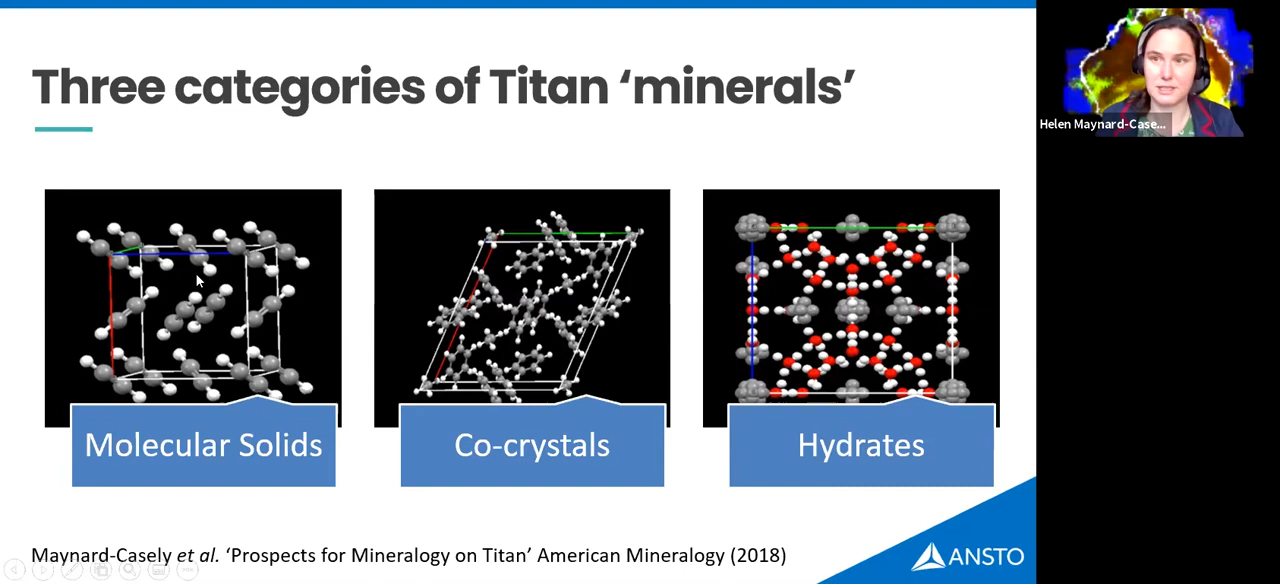 Three categories of Titan ‘minerals’
Helen Maynard-Case...
Molecular Solids
Co-crystals
Hydrates
Maynard-Casely et al. ‘Prospects for Mineralogy on Titan’ American Mineralogy (2018)
ANSTO